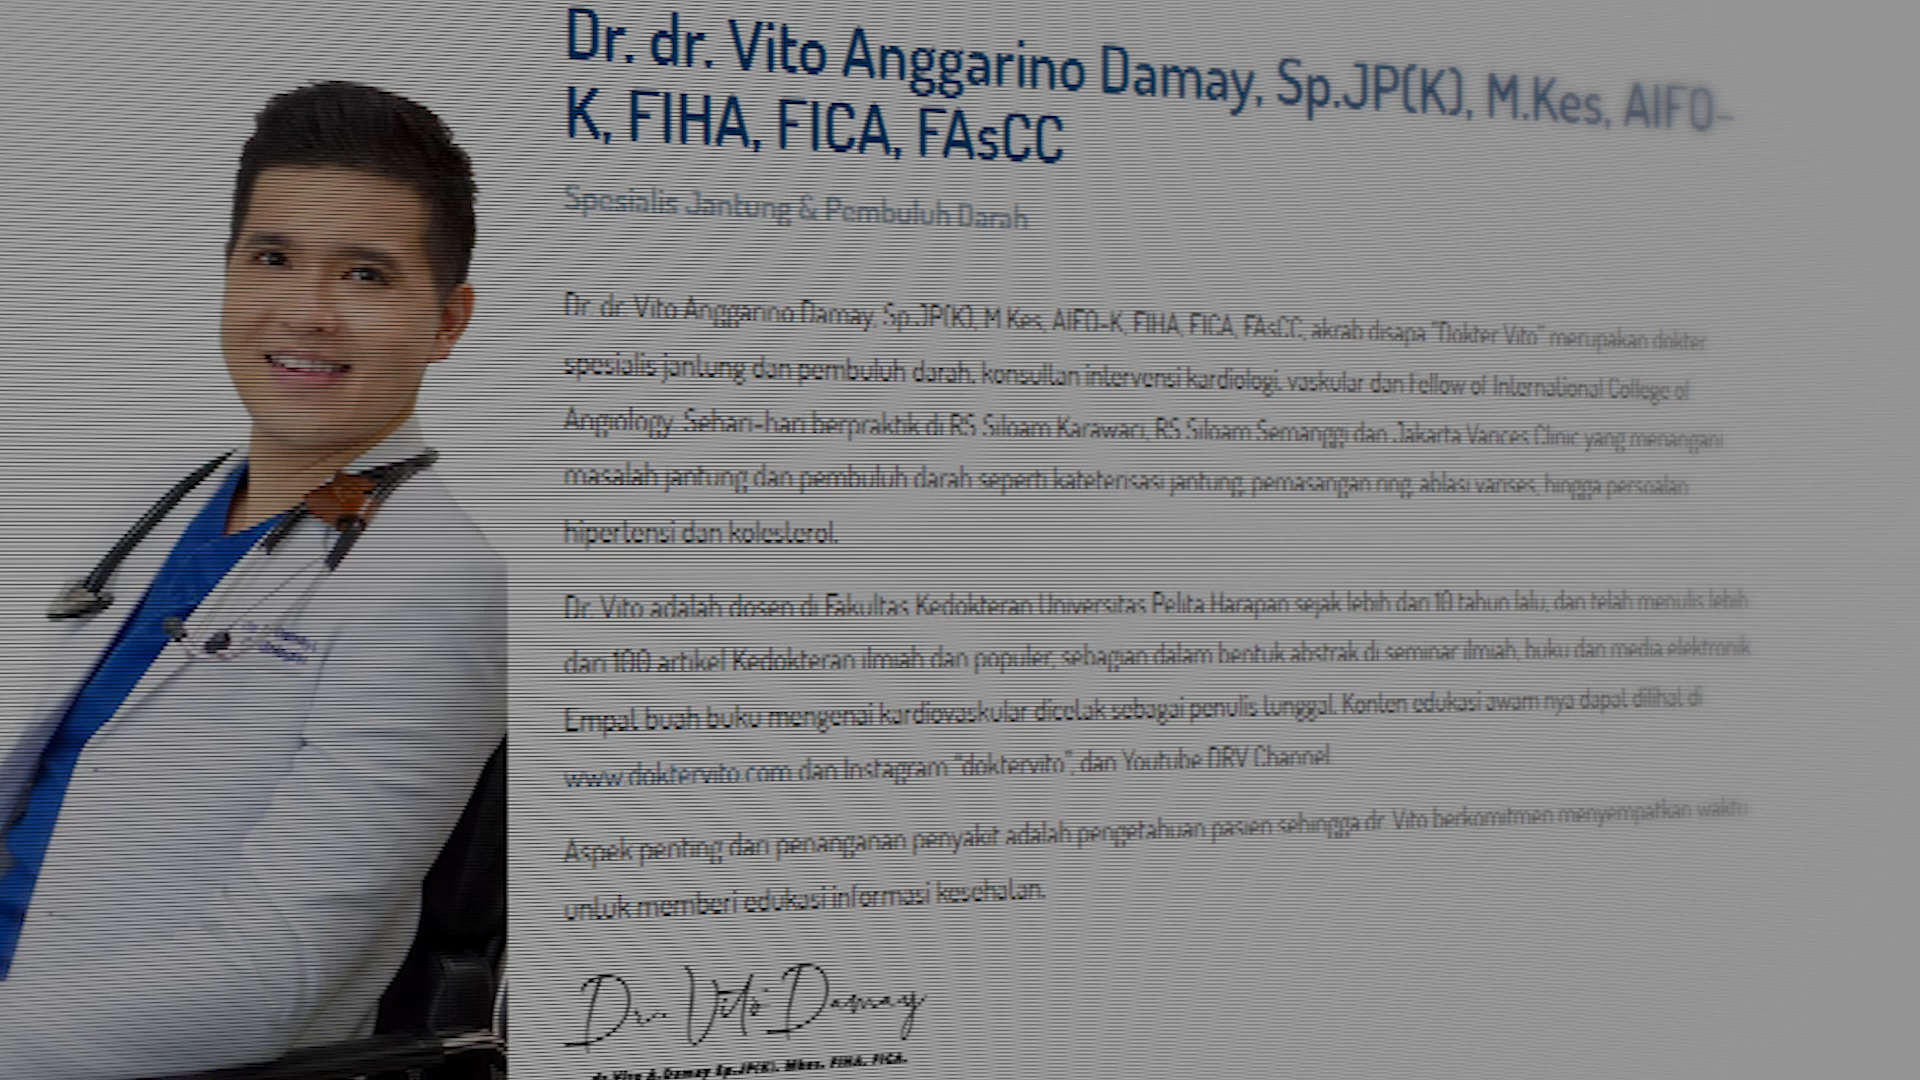 Dr. dr. Vito Anggarino Damay, Sp.JP(K), M.Kes, AIFO-
K, FIHA, FICA, FAsCC
Spesialis Jantung & Pembuluh Darah
Dr. dr. Vito Anggarino Damay, Sp.JP(K), M.Kes, AIFO-K, FIHA, FICA, FAsCC, akrab disapa "Dokter Vito" merupakan dokter
spesialis jantung dan pembuluh darah, konsultan intervensi kardiologi, vaskular dan Fellow of International College of
Angiology. Sehari-hari berpraktik di RS Siloam Karawaci, RS Siloam Semanggi dan Jakarta Varices Clinic yang menangani
masalah jantung dan pembuluh darah seperti kateterisasi jantung, pemasangan ring, ablasi varises, hingga persoalan
hipertensi dan kolesterol.
Dr. Vito adalah dosen di Fakultas Kedokteran Universitas Pelita Harapan sejak lebih dari 10 tahun lalu, dan telah menulis lebih
dari 100 artikel Kedokteran ilmiah dan populer, sebagian dalam bentuk abstrak di seminar ilmiah, buku dan media elektronik.
Empat buah buku mengenai kardiovaskular dicetak sebagai penulis tunggal. Konten edukasi awam nya dapat dilihat di
www.doktervito.com dan Instagram "doktervito", dan Youtube DRV Channel.
Aspek penting dari penanganan penyakit adalah pengetahuan pasien sehingga dr. Vito berkomitmen menyempatkan waktu
untuk memberi edukasi informasi kesehatan.
Dr. Vito Damay
dr Vito A.Damay Sp.JP(K), Mkes, FIHA, FICA.